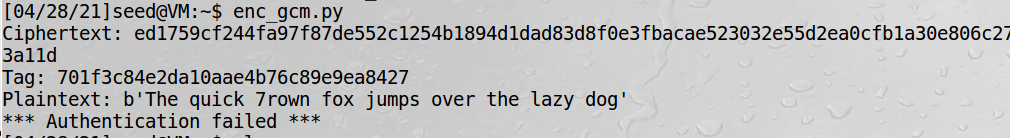 [04/28/21]seed@VM:~$ enc_gcm.py
Ciphertext: ed1759cf244fa97f87de552c1254b1894d1dad83d8f0e3fbacae523032e55d2ea0cfb1a30e806c27
3a11d
Tag: 701f3c84e2da10aae4b76c89e9ea8427
Plaintext: b'The quick 7rown fox jumps over the lazy dog'
*** Authentication failed ***